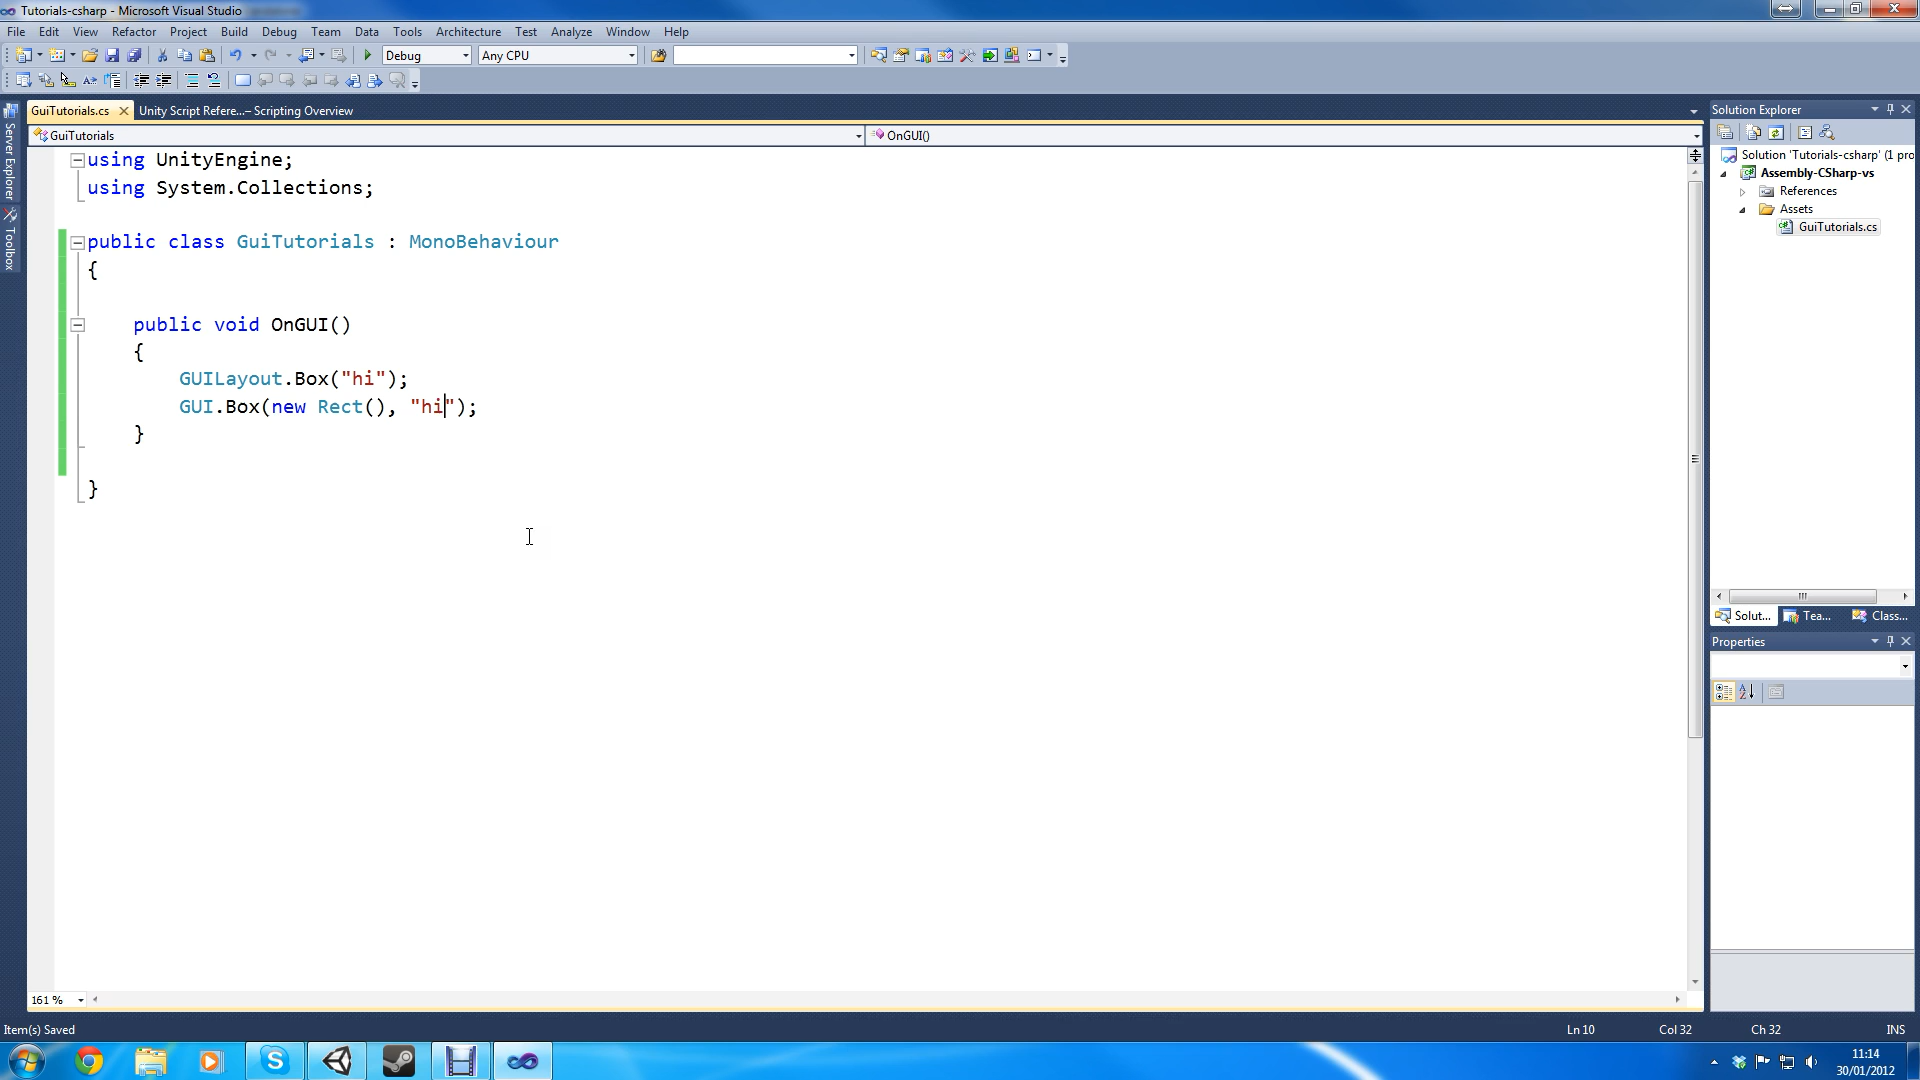 Tutorials-csharp - Microsoft Visual Studio
File Edit View Refactor Project Build Debug Team Data Tools Architecture Test Analyze Window Help
Debug Any CPU
GuiTutorials.cs Unity Script Refere...– Scripting Overview
GuiTutorials OnGUI()
Server Explorer
Toolbox
using UnityEngine;
using System.Collections;
public class GuiTutorials : MonoBehaviour
{
public void OnGUI()
{
GUILayout.Box("hi");
GUI.Box(new Rect(), "hi");
}
}
161 %
Solution Explorer
Solution 'Tutorials-csharp' (1 pro
Assembly-CSharp-vs
References
Assets
GuiTutorials.cs
Solut... Tea... Class...
Properties
Item(s) Saved Ln 10 Col 32 Ch 32 INS
11:14
30/01/2012